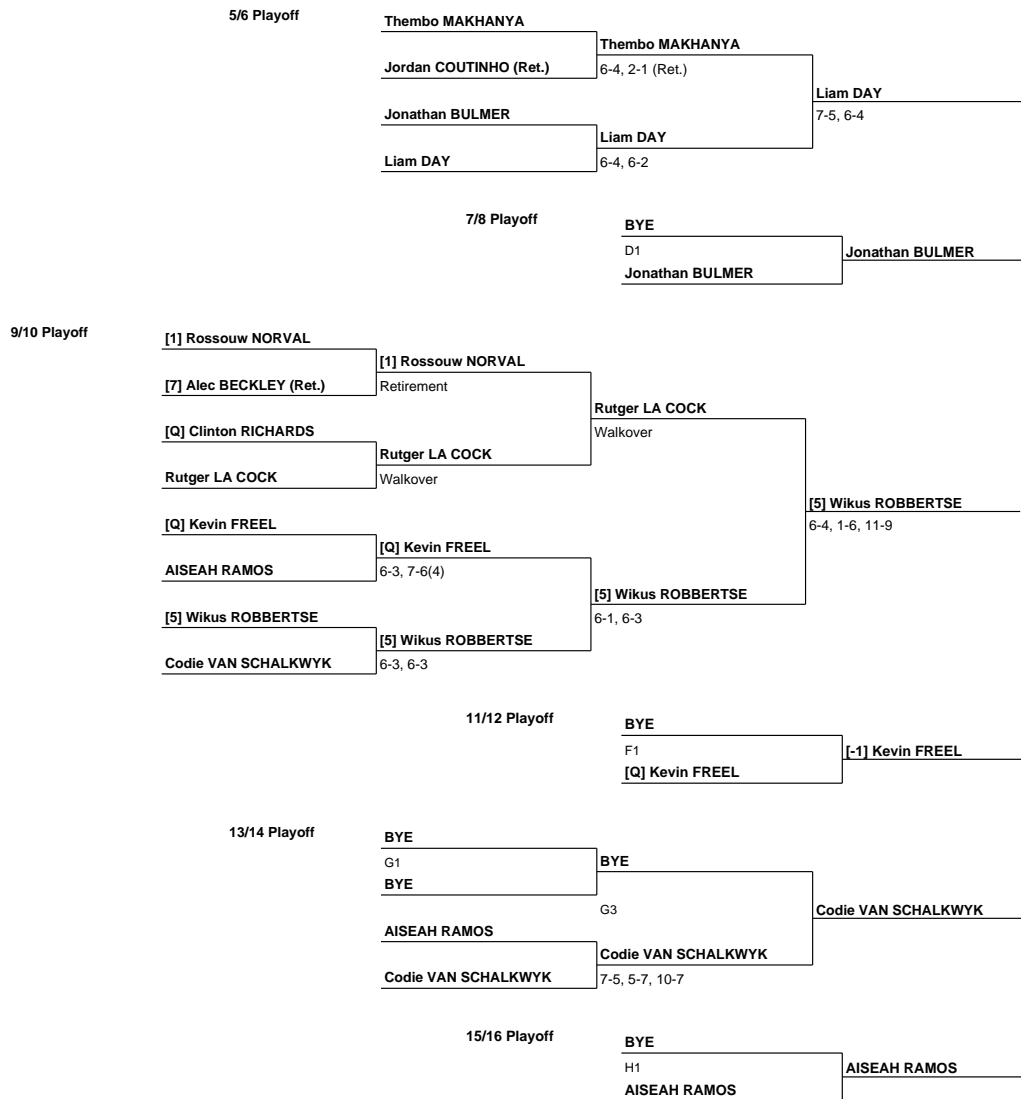 5/6 Playoff
Thembo MAKHANYA
Thembo MAKHANYA
Jordan COUTINHO (Ret.)
6-4, 2-1 (Ret.)
Liam DAY
7-5, 6-4
Jonathan BULMER
Liam DAY
Liam DAY
6-4, 6-2
7/8 Playoff
BYE
D1
Jonathan BULMER
Jonathan BULMER
9/10 Playoff
[1] Rossouw NORVAL
[1] Rossouw NORVAL
[7] Alec BECKLEY (Ret.)
Retirement
Rutger LA COCK
Walkover
[Q] Clinton RICHARDS
Rutger LA COCK
Rutger LA COCK
Walkover
[5] Wikus ROBBERTSE
6-4, 1-6, 11-9
[Q] Kevin FREEL
[Q] Kevin FREEL
AISEAH RAMOS
6-3, 7-6(4)
[5] Wikus ROBBERTSE
6-1, 6-3
[5] Wikus ROBBERTSE
[5] Wikus ROBBERTSE
Codie VAN SCHALKWYK
6-3, 6-3
11/12 Playoff
BYE
F1
[-1] Kevin FREEL
[Q] Kevin FREEL
13/14 Playoff
BYE
G1
BYE
BYE
G3
Codie VAN SCHALKWYK
AISEAH RAMOS
Codie VAN SCHALKWYK
Codie VAN SCHALKWYK
7-5, 5-7, 10-7
15/16 Playoff
BYE
H1
AISEAH RAMOS
AISEAH RAMOS